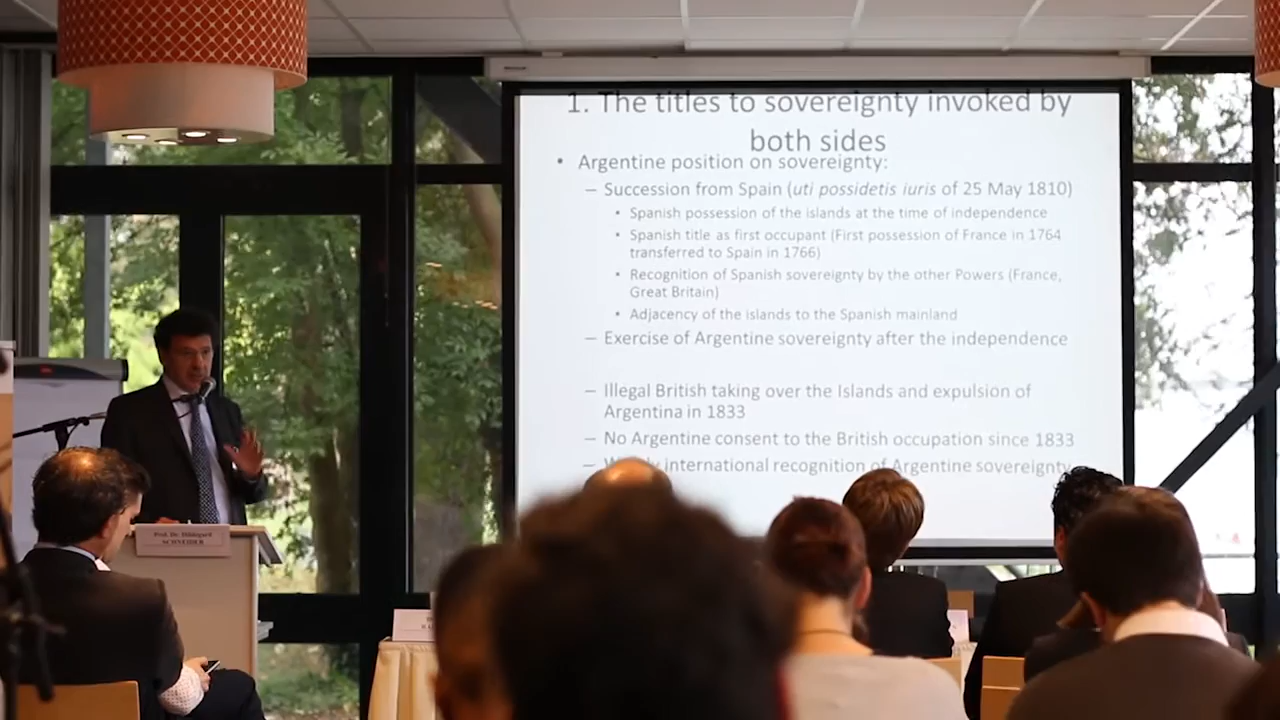 1. The titles to sovereignty invoked by
both sides
• Argentine position on sovereignty:
– Succession from Spain (uti possidetis iuris of 25 May 1810)
• Spanish possession of the islands at the time of independence
• Spanish title as first occupant (First possession of France in 1764
transferred to Spain in 1766)
• Recognition of Spanish sovereignty by the other Powers (France,
Great Britain)
• Adjacency of the islands to the Spanish mainland
– Exercise of Argentine sovereignty after the independence
– Illegal British taking over the Islands and expulsion of
Argentina in 1833
– No Argentine consent to the British occupation since 1833
– international recognition of Argentine sovereignty
Prof. Dr. Hildegard
SCHNEIDER